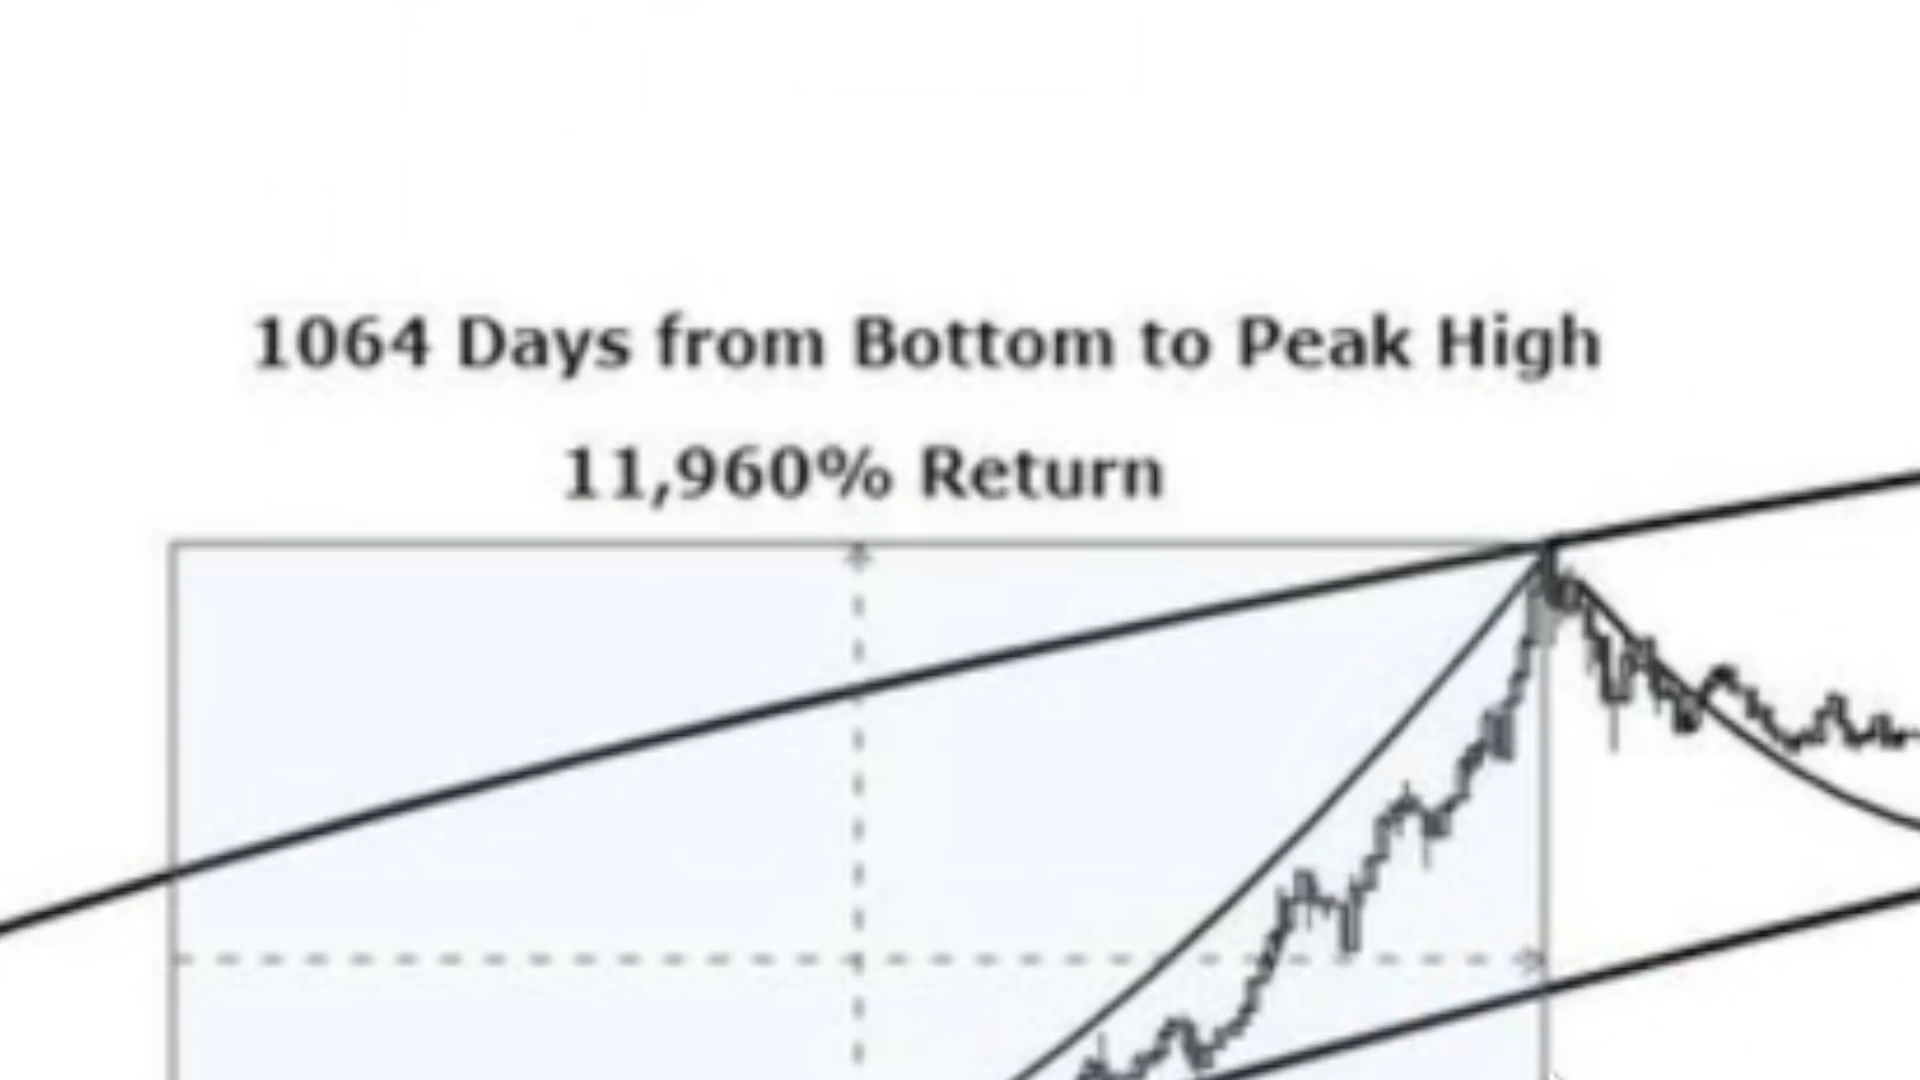 1064 Days from Bottom to Peak High
11,960% Return